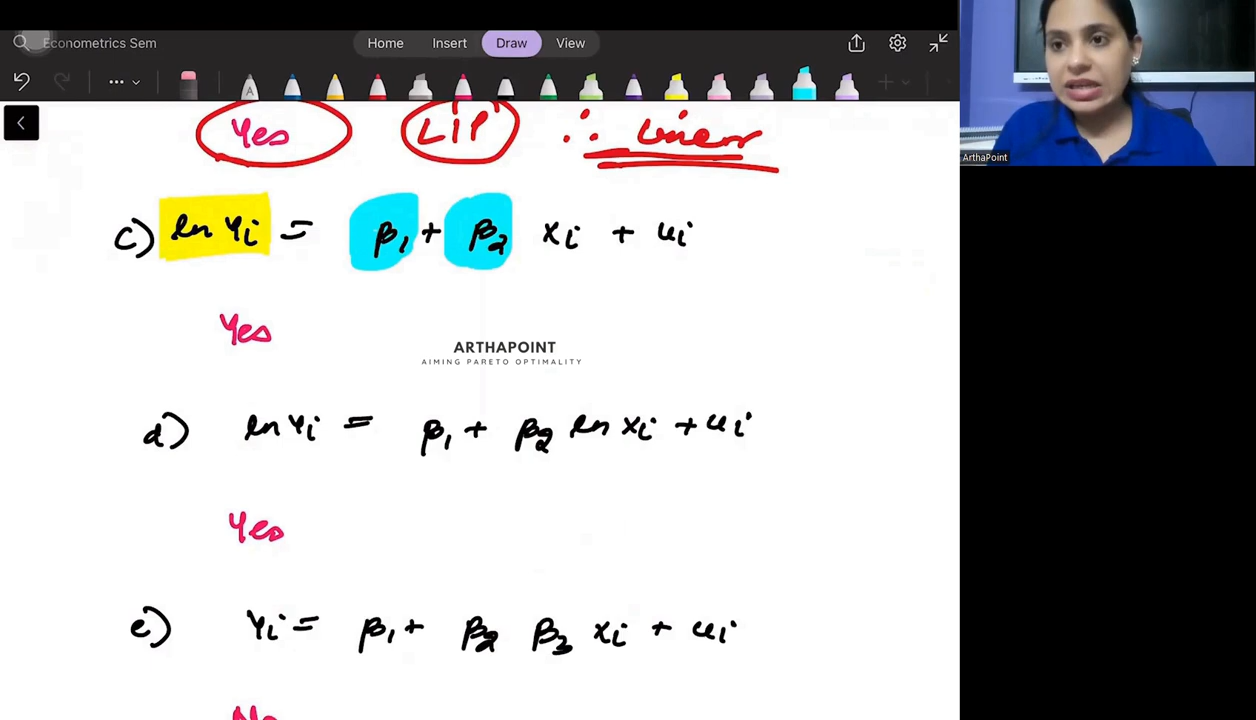 Econometrics Sem
Home Insert Draw View
Yes LIP ∴ Linear
c) ln Yi = β1 + β2 Xi + ui
Yes
ARTHAPOINT
AIMING PARETO OPTIMALITY
d) ln Yi = β1 + β2 ln Xi + ui
Yes
e) Yi = β1 + β2 β3 Xi + ui
No
ArthaPoint